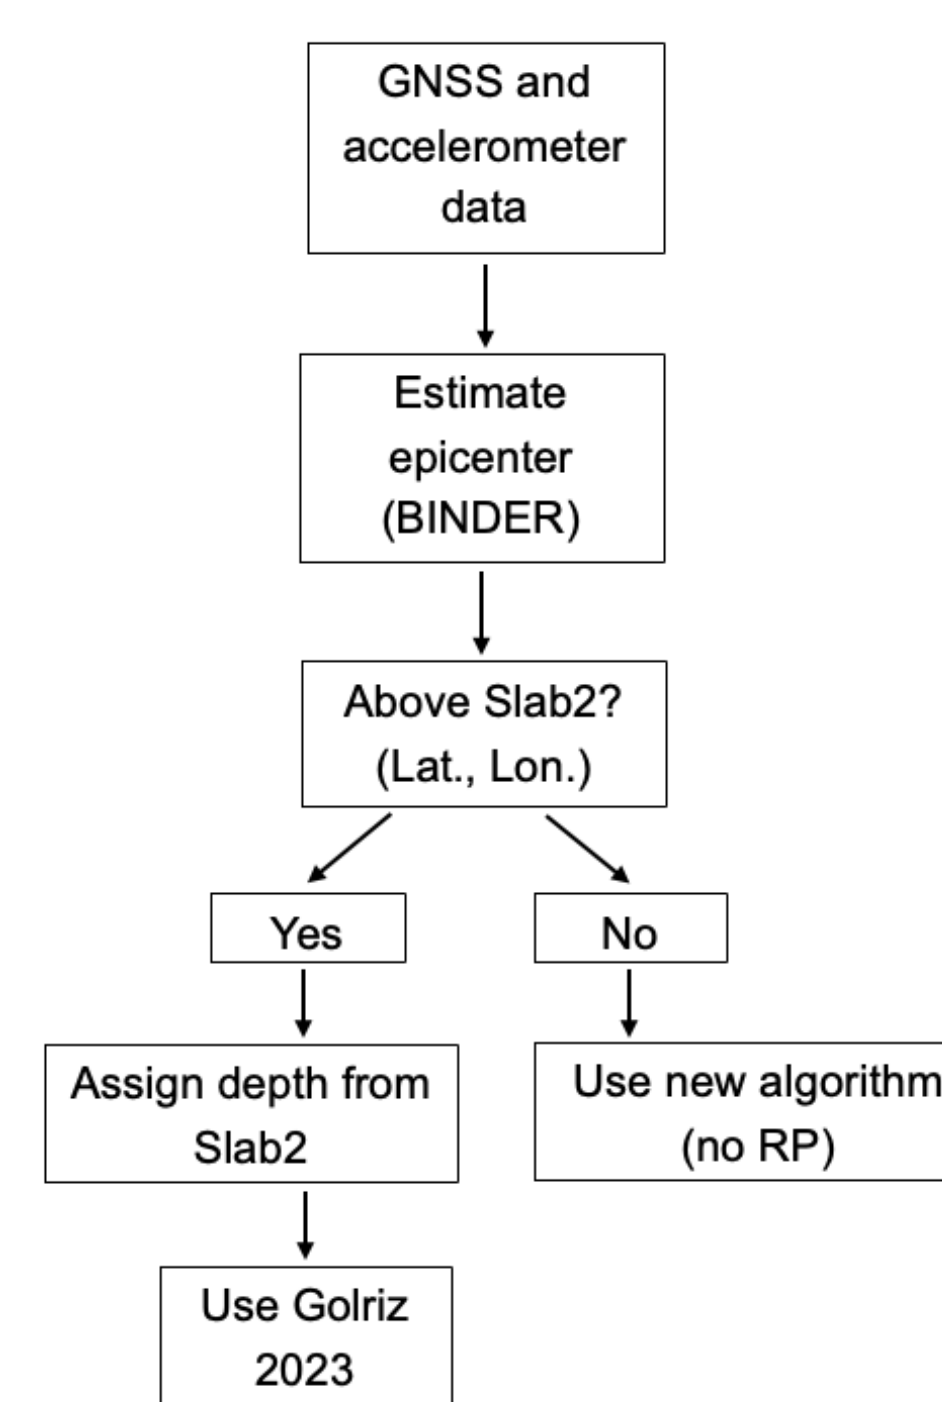 GNSS and
accelerometer
data
Estimate
epicenter
(BINDER)
Above Slab2?
(Lat., Lon.)
Yes
No
Assign depth from
Slab2
Use new algorithm
(no RP)
Use Golriz
2023